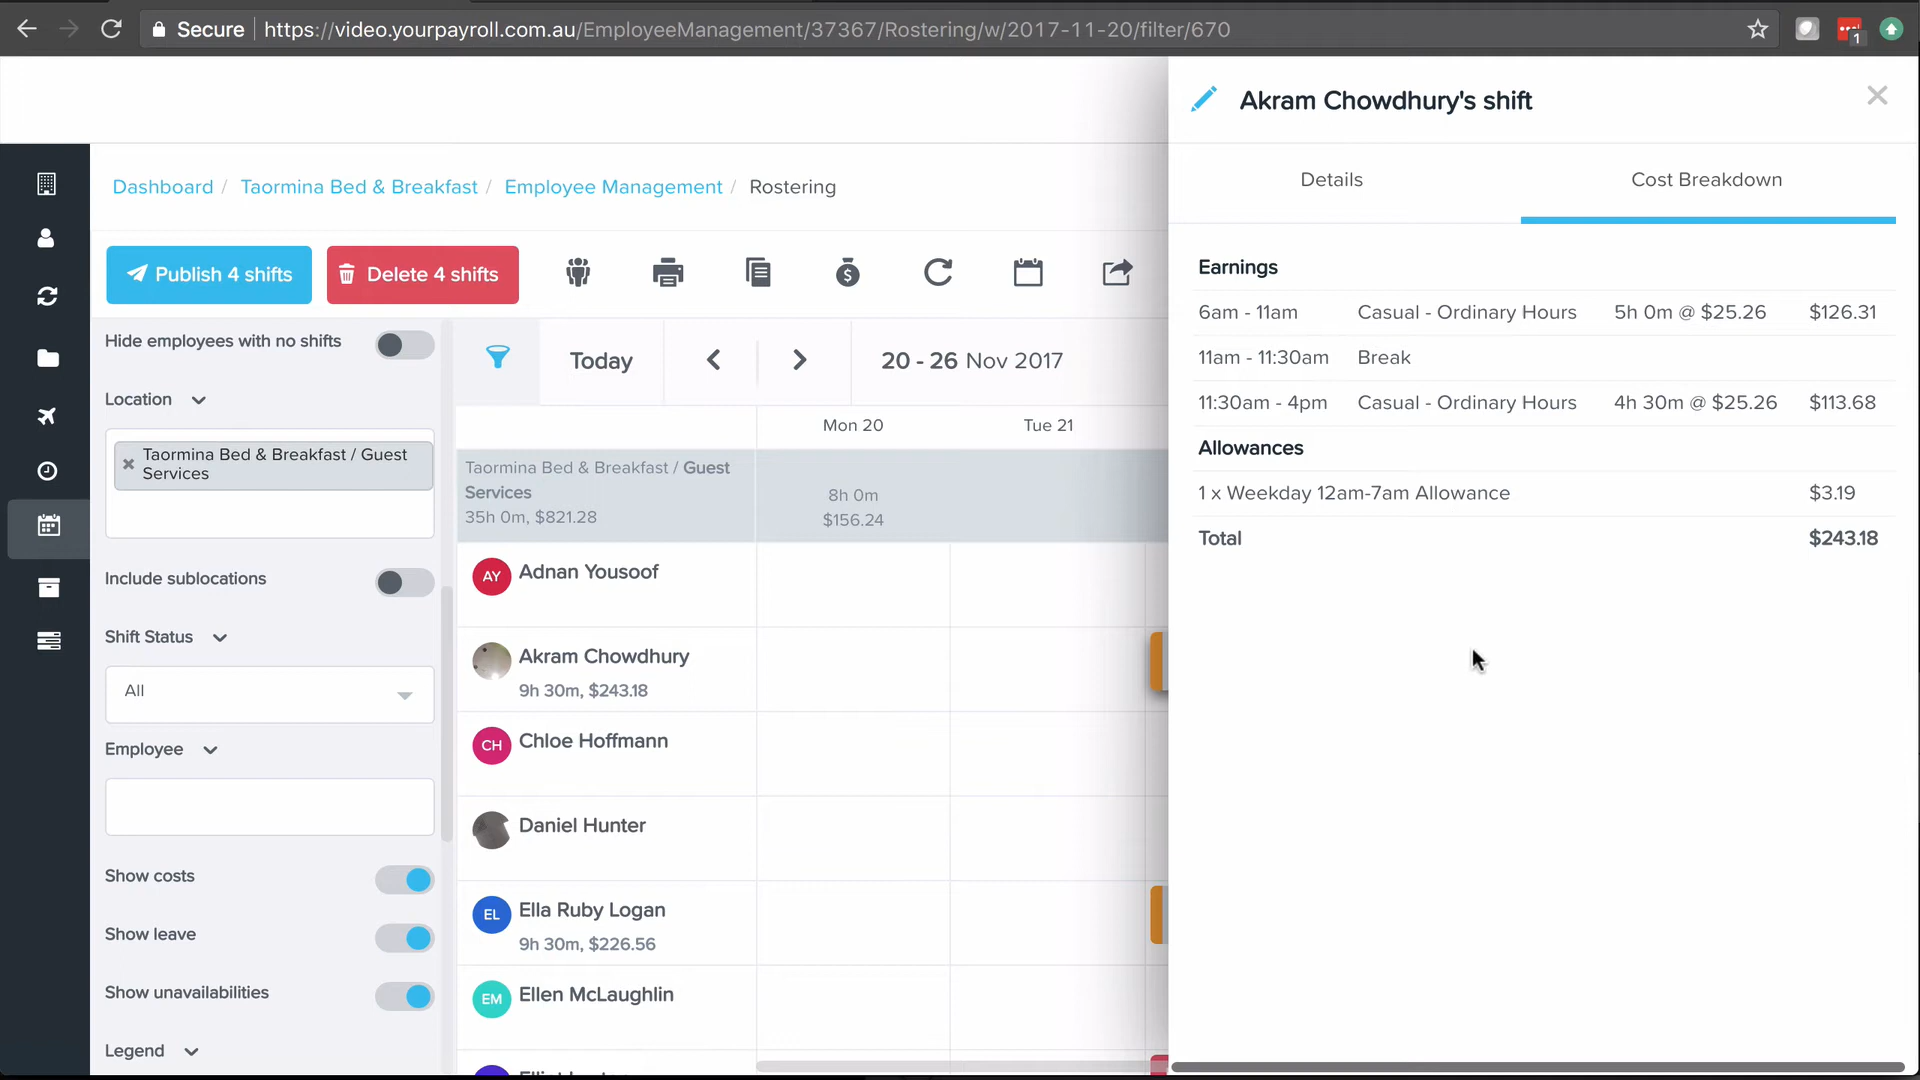 Secure https://video.yourpayroll.com.au/EmployeeManagement/37367/Rostering/w/2017-11-20/filter/670
1
Akram Chowdhury's shift
Details
Cost Breakdown
Dashboard / Taormina Bed & Breakfast / Employee Management / Rostering
Publish 4 shifts
Delete 4 shifts
Earnings
6am - 11am Casual - Ordinary Hours 5h 0m @ $25.26 $126.31
11am - 11:30am Break
11:30am - 4pm Casual - Ordinary Hours 4h 30m @ $25.26 $113.68
Allowances
1 x Weekday 12am-7am Allowance $3.19
Total $243.18
Hide employees with no shifts
Location
Taormina Bed & Breakfast / Guest
Services
Include sublocations
Shift Status
All
Employee
Show costs
Show leave
Show unavailabilities
Legend
Today
20 - 26 Nov 2017
Mon 20
Tue 21
Taormina Bed & Breakfast / Guest
Services
35h 0m, $821.28
8h 0m
$156.24
AY Adnan Yousoof
Akram Chowdhury
9h 30m, $243.18
CH Chloe Hoffmann
Daniel Hunter
EL Ella Ruby Logan
9h 30m, $226.56
EM Ellen McLaughlin